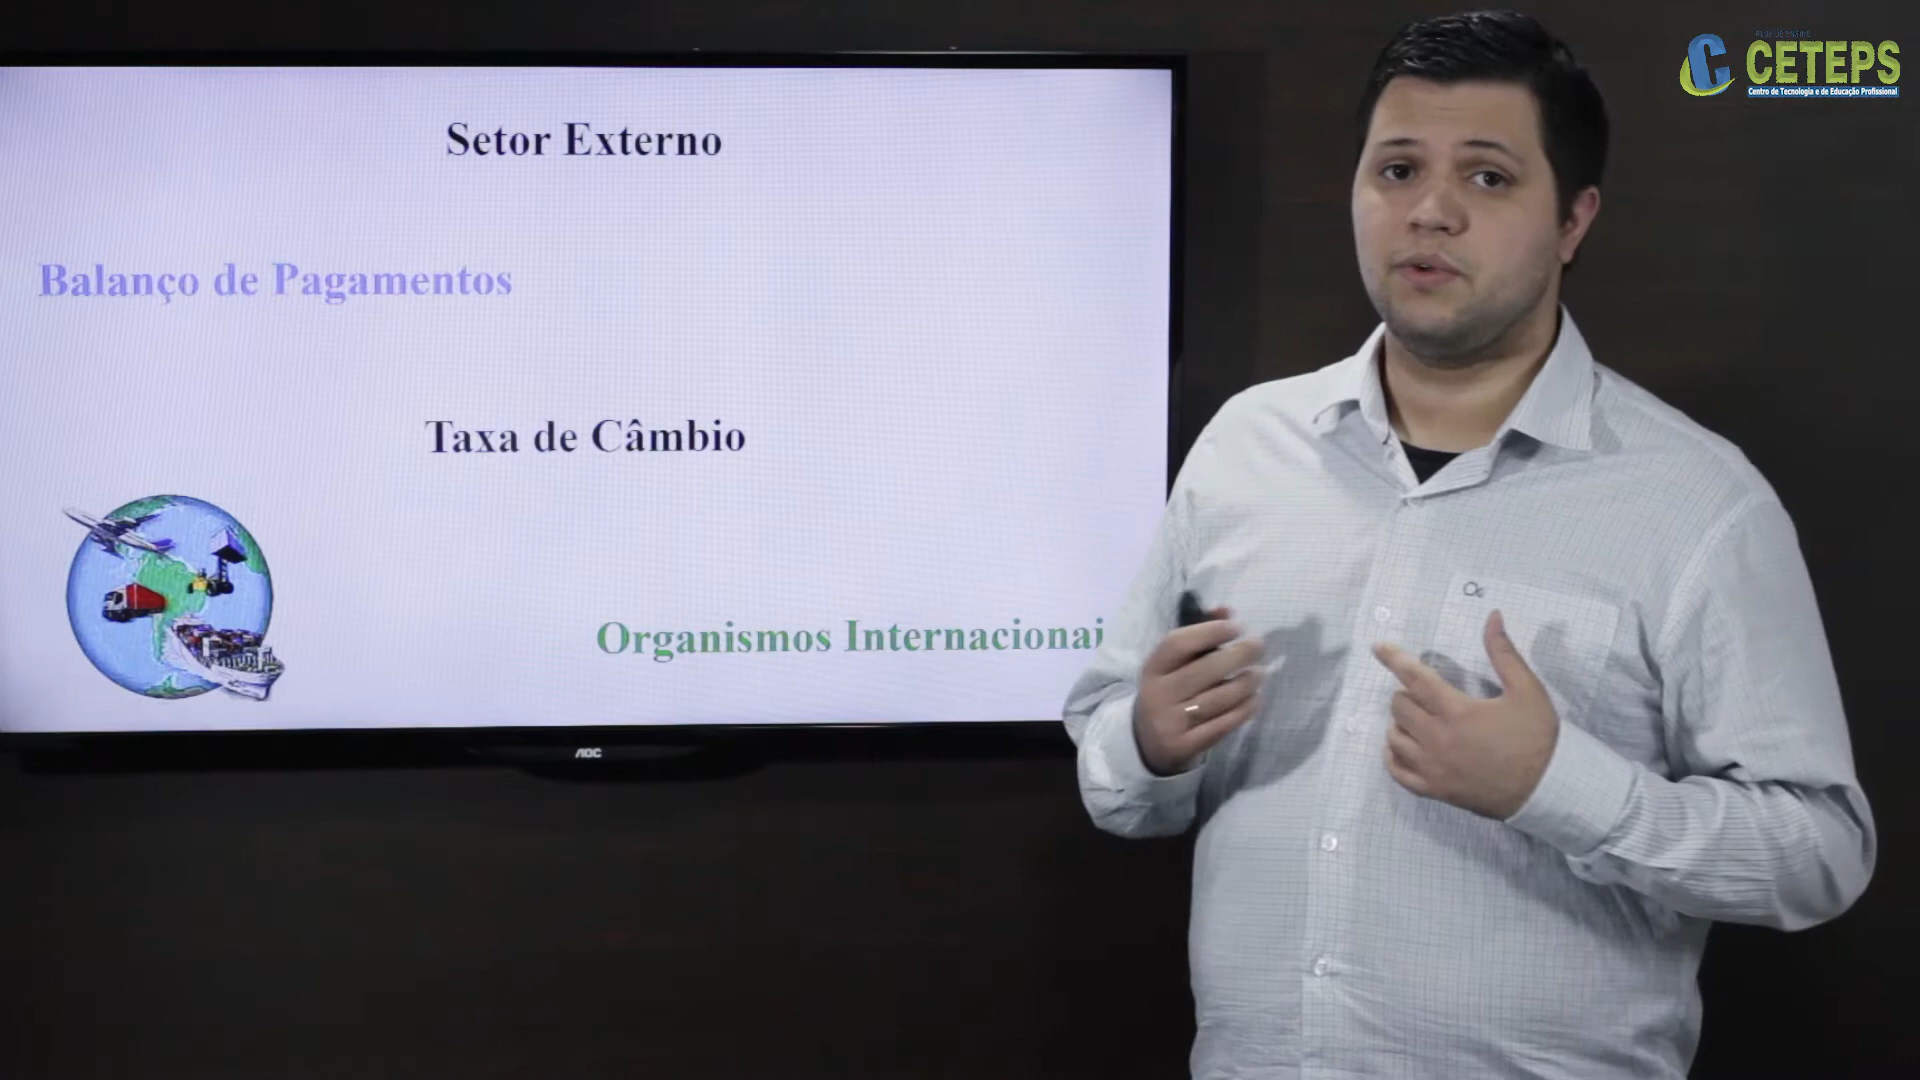 Setor Externo
Balanço de Pagamentos
Taxa de Câmbio
Organismos Internacionai
AOC
CETEPS
Centro de Tecnologia e de Educação Profissional